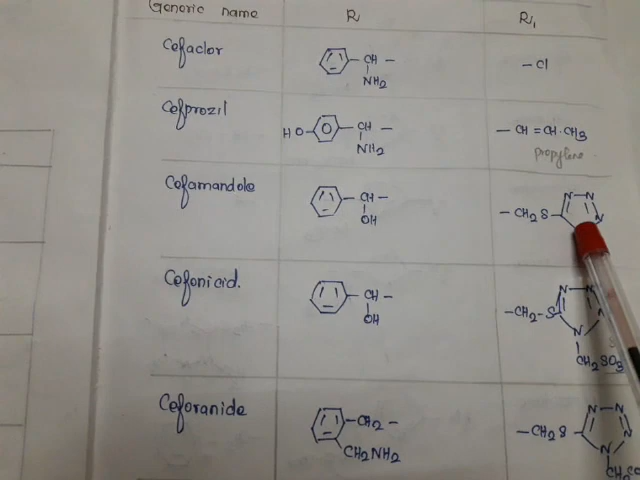 Generic name R R1
Cefaclor CH – – Cl
NH2
Cefprozil HO CH – – CH = CH · CH3
NH2 propylene
Cefamandole CH – N N
OH – CH2 S N
Cefonicid. CH – N N
OH – CH2 – S N
N
CH2 SO3
Ceforanide CH2 – N N
– CH2 S N
CH2NH2 N